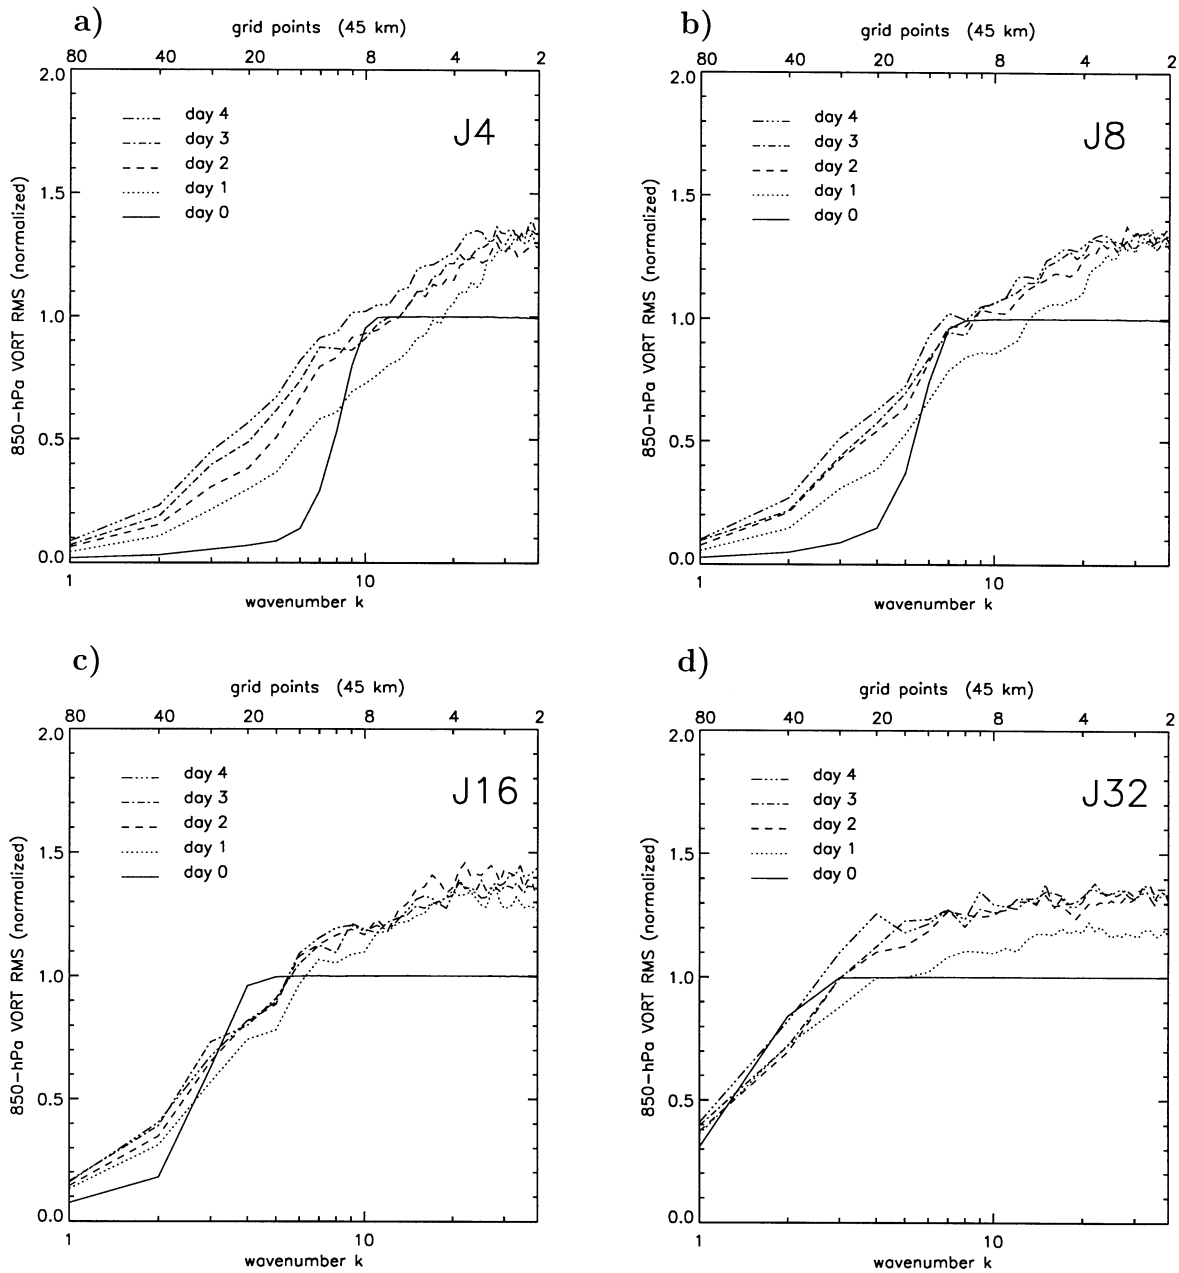 a)
grid points (45 km)
80 40 20 8 4 2
2.0
1.5
1.0
0.5
0.0
850-hPa VORT RMS (normalized)
day 4
day 3
day 2
day 1
day 0
J4
1 10
wavenumber k
b)
grid points (45 km)
80 40 20 8 4 2
2.0
1.5
1.0
0.5
0.0
850-hPa VORT RMS (normalized)
day 4
day 3
day 2
day 1
day 0
J8
1 10
wavenumber k
c)
grid points (45 km)
80 40 20 8 4 2
2.0
1.5
1.0
0.5
0.0
850-hPa VORT RMS (normalized)
day 4
day 3
day 2
day 1
day 0
J16
1 10
wavenumber k
d)
grid points (45 km)
80 40 20 8 4 2
2.0
1.5
1.0
0.5
0.0
850-hPa VORT RMS (normalized)
day 4
day 3
day 2
day 1
day 0
J32
1 10
wavenumber k